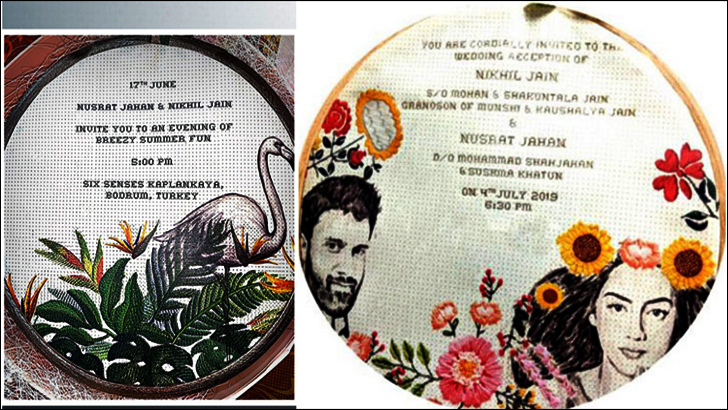 17TH JUNE
NUSRAT JAHAN & NIKHIL JAIN
INVITE YOU TO AN EVENING OF
BREEZY SUMMER FUN
5:00 PM
SIX SENSES KAPLANKAYA,
BODRUM, TURKEY
YOU ARE CORDIALLY INVITED TO THE
WEDDING RECEPTION OF
NIKHIL JAIN
S/O MOHAN & SHAKUNTALA JAIN
GRANDSON OF MUNSHI & KAUSHALYA JAIN
&
NUSRAT JAHAN
D/O MOHAMMAD SHAHJAHAN
& SUSHMA KHATUN
ON 4TH JULY 2019
6:30 PM